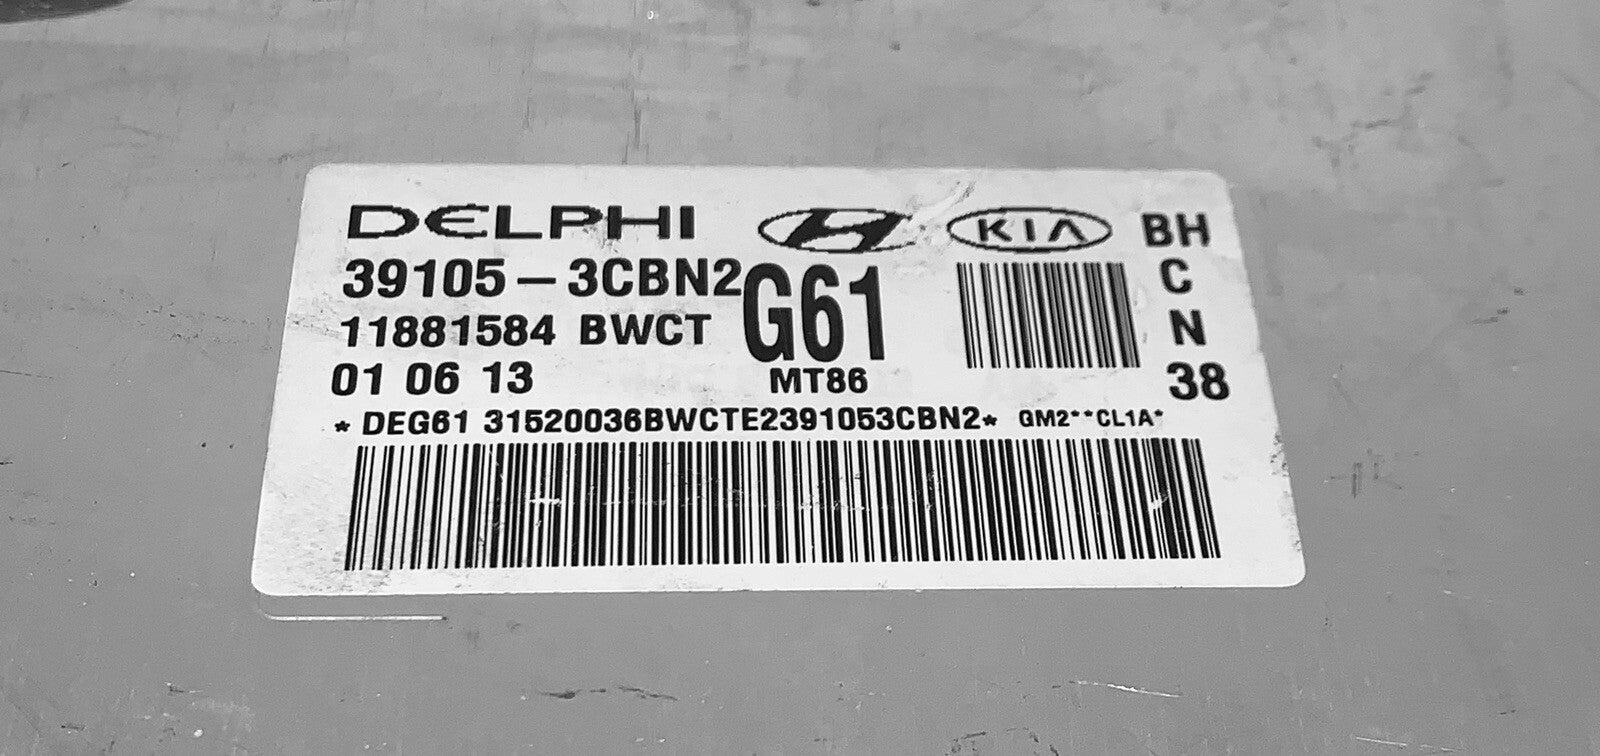 DELPHI KIA BH
39105-3CBN2 G61 C
11881584 BWCT N
01 06 13 MT86 38
*DEG61 31520036BWCTE2391053CBN2* GM2**CL1A*